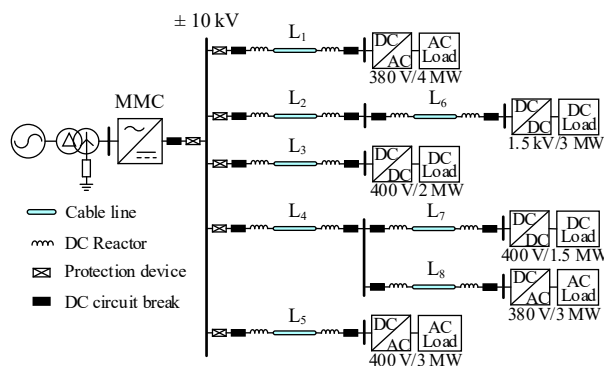 ± 10 kV
MMC
L1
DC
AC
AC
Load
380 V/4 MW
L2
L6
DC
DC
DC
Load
1.5 kV/3 MW
L3
DC
DC
DC
Load
400 V/2 MW
L4
L7
DC
DC
DC
Load
400 V/1.5 MW
L8
DC
AC
AC
Load
380 V/3 MW
L5
DC
AC
AC
Load
400 V/3 MW
Cable line
DC Reactor
Protection device
DC circuit break